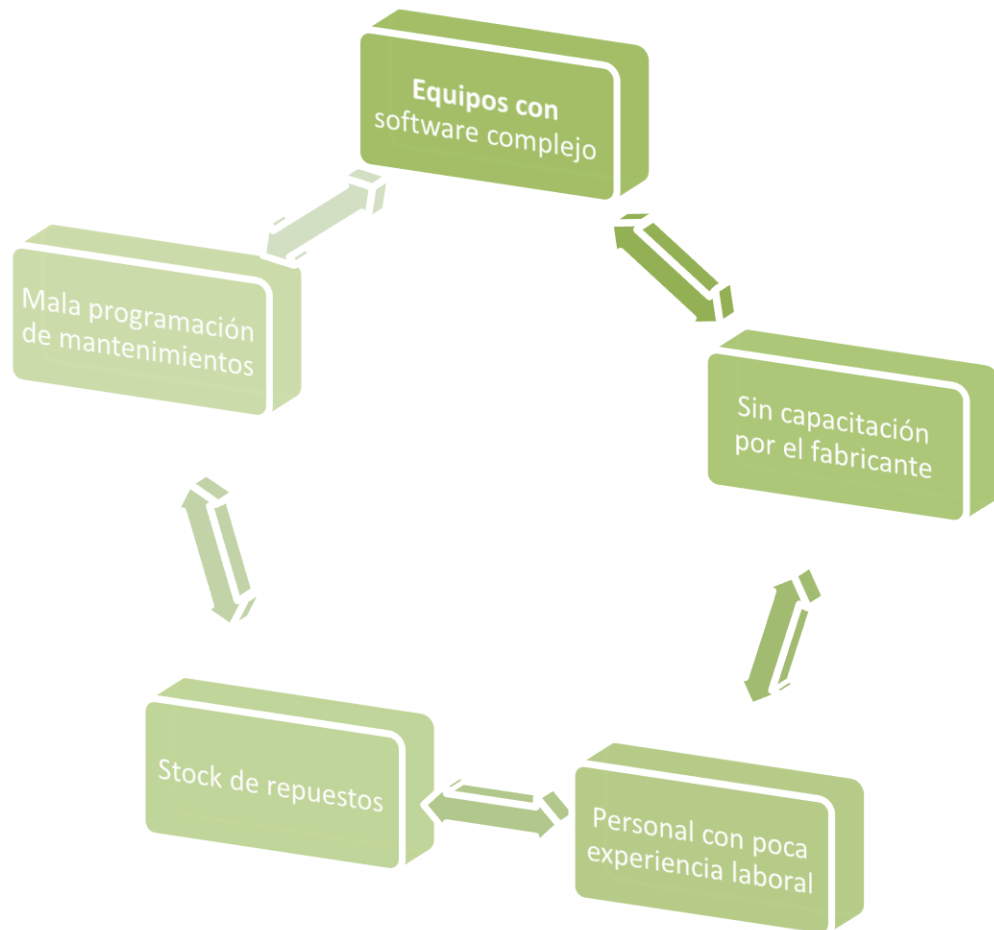 Equipos con
software complejo
Sin capacitación
por el fabricante
Personal con poca
experiencia laboral
Stock de repuestos
Mala programación
de mantenimientos